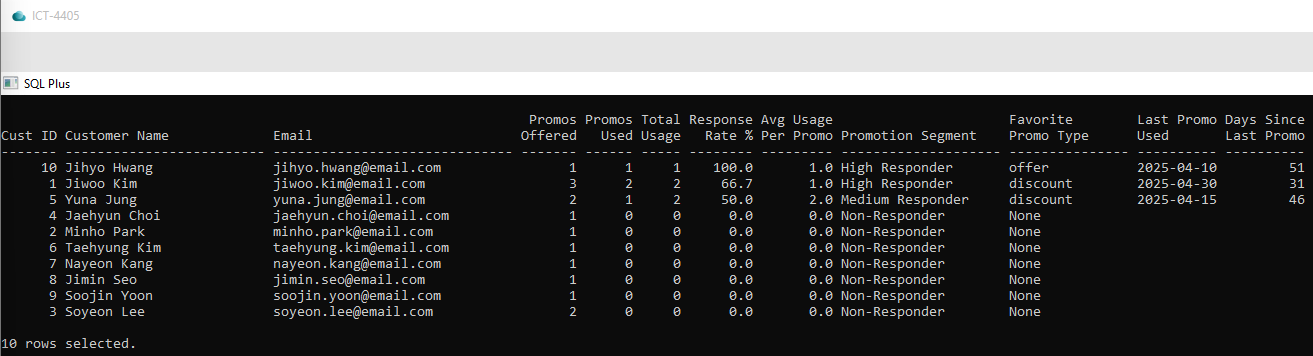 ICT-4405
SQL Plus
Promos Promos Total Response Avg Usage Favorite Last Promo Days Since
Cust ID Customer Name Email Offered Used Usage Rate % Per Promo Promotion Segment Promo Type Used Last Promo
------- ------------------------- ------------------------------ ------- ------ ----- -------- --------- -------------------- --------------- ---------- ----------
10 Jihyo Hwang jihyo.hwang@email.com 1 1 1 100.0 1.0 High Responder offer 2025-04-10 51
1 Jiwoo Kim jiwoo.kim@email.com 3 2 2 66.7 1.0 High Responder discount 2025-04-30 31
5 Yuna Jung yuna.jung@email.com 2 1 2 50.0 2.0 Medium Responder discount 2025-04-15 46
4 Jaehyun Choi jaehyun.choi@email.com 1 0 0 0.0 0.0 Non-Responder None
2 Minho Park minho.park@email.com 1 0 0 0.0 0.0 Non-Responder None
6 Taehyung Kim taehyung.kim@email.com 1 0 0 0.0 0.0 Non-Responder None
7 Nayeon Kang nayeon.kang@email.com 1 0 0 0.0 0.0 Non-Responder None
8 Jimin Seo jimin.seo@email.com 1 0 0 0.0 0.0 Non-Responder None
9 Soojin Yoon soojin.yoon@email.com 1 0 0 0.0 0.0 Non-Responder None
3 Soyeon Lee soyeon.lee@email.com 2 0 0 0.0 0.0 Non-Responder None
10 rows selected.